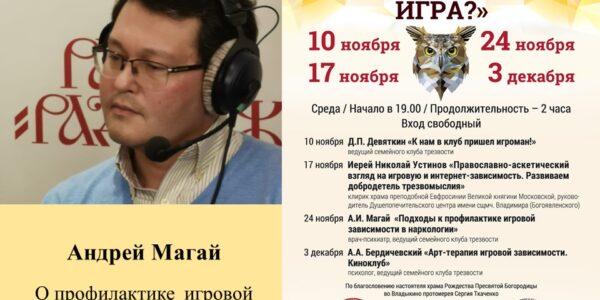 Андрей Магай
О профилактике игровой
ИГРА?»
10 ноября
24 ноября
17 ноября
3 декабря
Среда / Начало в 19.00 / Продолжительность – 2 часа
Вход свободный
10 ноября Д.П. Девяткин «К нам в клуб пришел игроман!»
ведущий семейного клуба трезвости
17 ноября Иерей Николай Устинов «Православно-аскетический
взгляд на игровую и интернет-зависимость. Развиваем
добродетель трезвомыслия»
клирик храма преподобной Евфросинии Великой княгини Московской, руково-
дитель Душепопечительного центра имени сщмч. Владимира (Богоявленского)
24 ноября А.И. Магай «Подходы к профилактике игровой
зависимости в наркологии»
врач-психиатр, ведущий семейного клуба трезвости
3 декабря А.А. Бердичевский «Арт-терапия игровой зависимости.
Киноклуб»
психолог, ведущий семейного клуба трезвости
По благословению настоятеля храма Рождества Пресвятой Богородицы
во Владыкино протоиерея Сергия Ткаченко